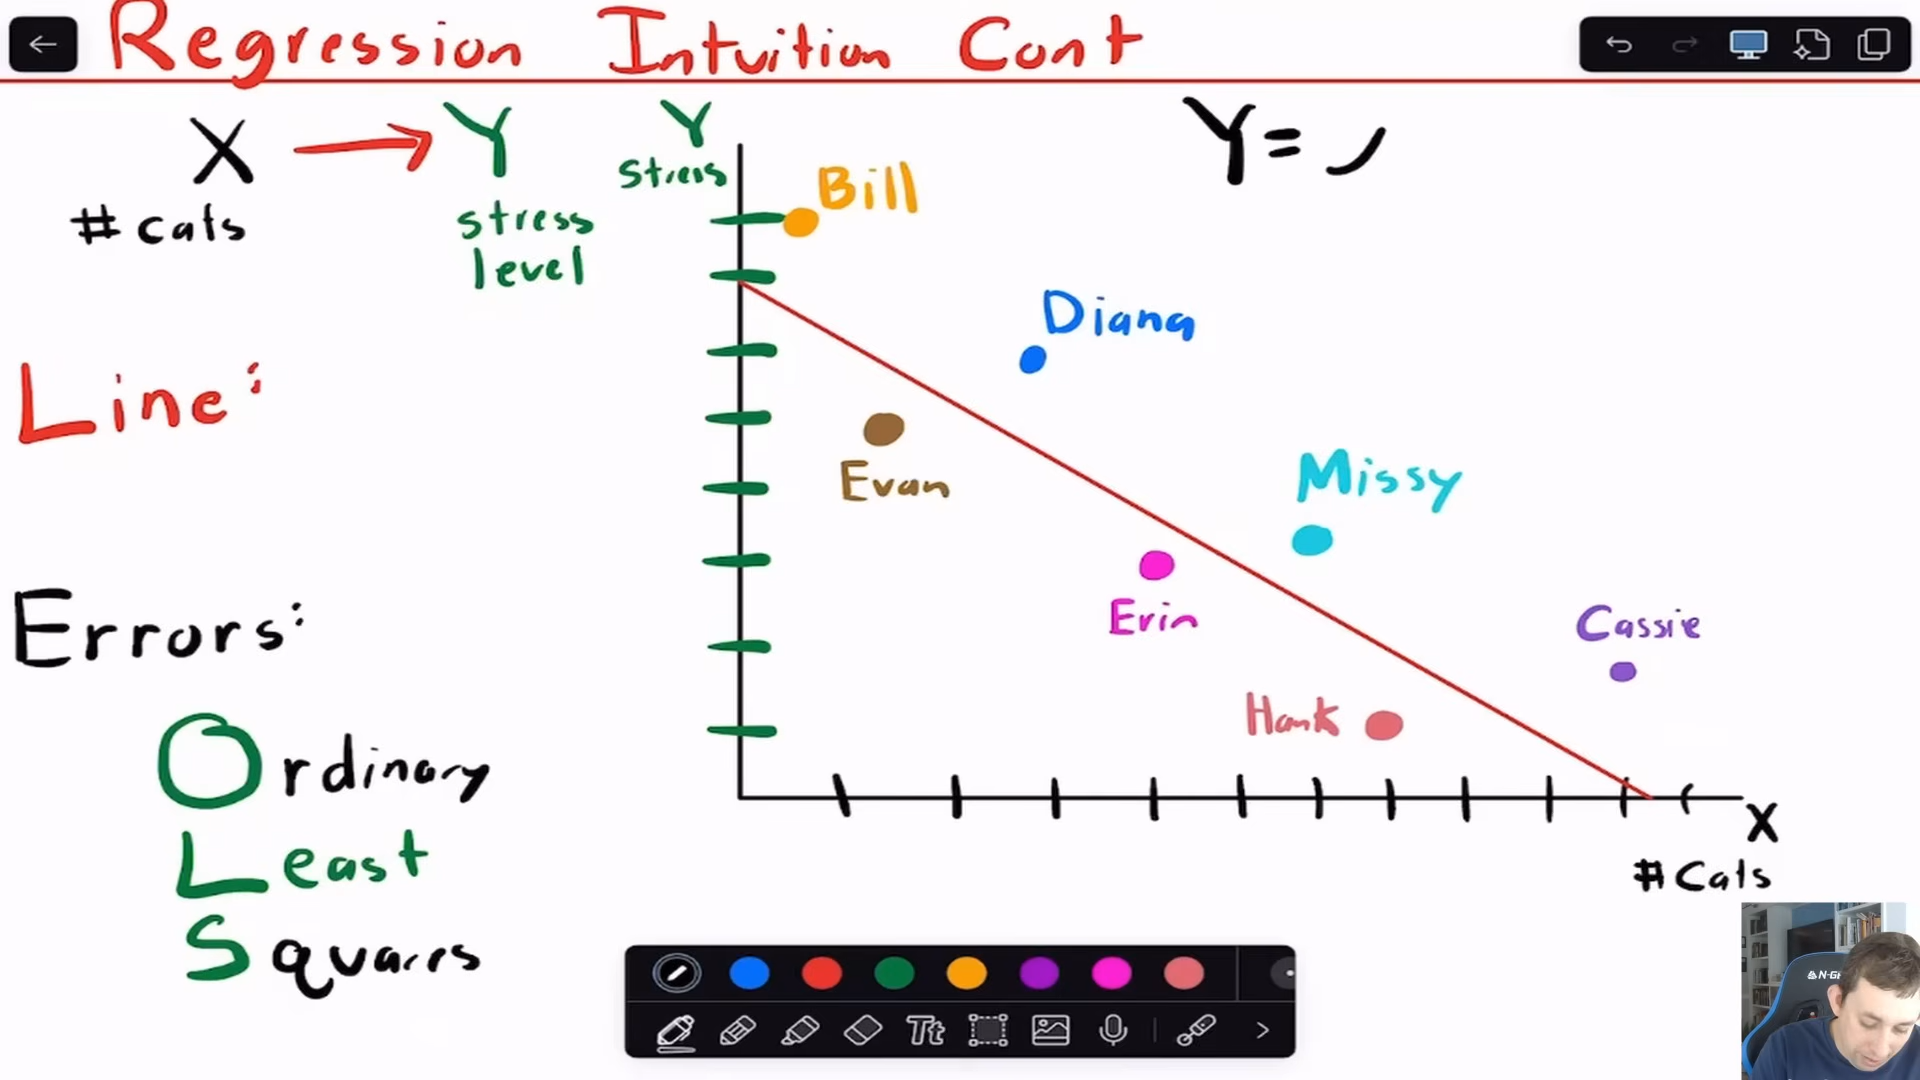 Regression Intuition Cont
X → Y
# cats
stress
level
Y
Stress
Y =
Bill
Diana
Line:
Evan
Missy
Errors:
Erin
Cassie
Hank
Ordinary
Least
Squares
X
# Cats
Tt